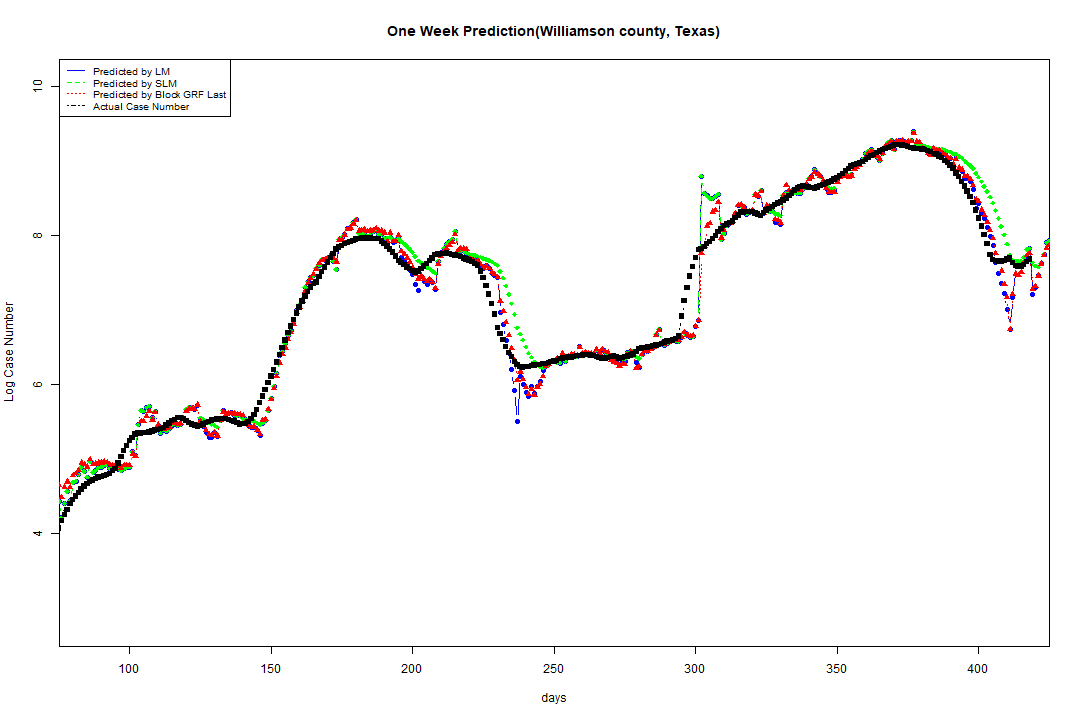 One Week Prediction(Williamson county, Texas)
Predicted by LM
Predicted by SLM
Predicted by Block GRF Last
Actual Case Number
Log Case Number
10
8
6
4
100 150 200 250 300 350 400
days